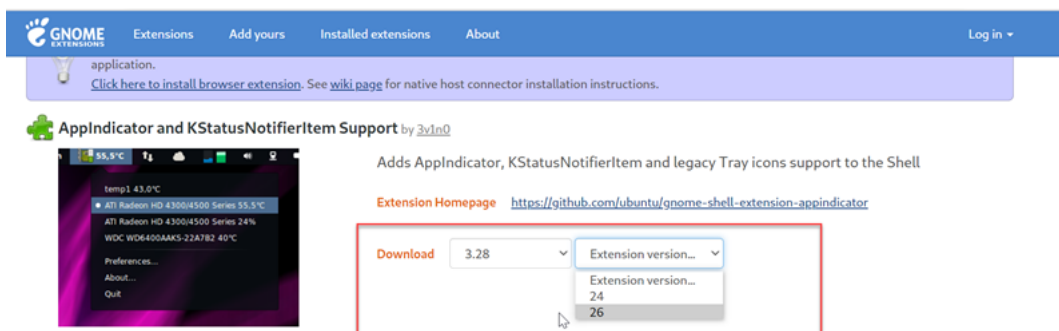 GNOME EXTENSIONS Extensions Add yours Installed extensions About Log in
application.
Click here to install browser extension. See wiki page for native host connector installation instructions.
AppIndicator and KStatusNotifierItem Support by 3v1n0
55,5°C
temp1 43.0°C
ATI Radeon HD 4300/4500 Series 55.5°C
ATI Radeon HD 4300/4500 Series 24%
WDC WD6400AAKS-22A7B2 40°C
Preferences...
About...
Quit
Adds AppIndicator, KStatusNotifierItem and legacy Tray icons support to the Shell
Extension Homepage https://github.com/ubuntu/gnome-shell-extension-appindicator
Download 3.28 Extension version...
Extension version...
24
26